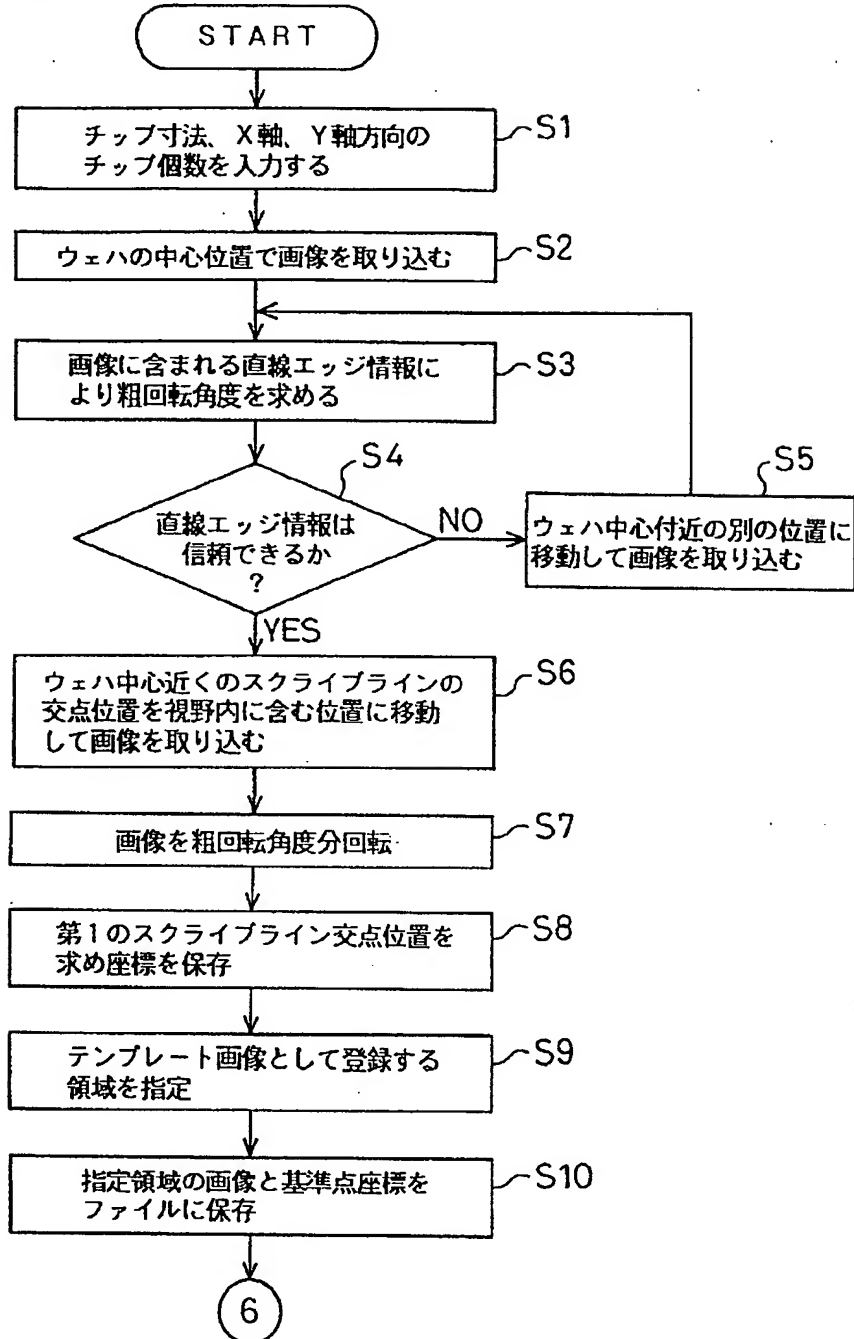 START
チップ寸法、X軸、Y軸方向の
チップ個数を入力する
S1
ウェハの中心位置で画像を取り込む
S2
画像に含まれる直線エッジ情報に
より粗回転角度を求める
S3
直線エッジ情報は
信頼できるか
?
S4
NO
ウェハ中心付近の別の位置に
移動して画像を取り込む
S5
YES
ウェハ中心近くのスクライブラインの
交点位置を視野内に含む位置に移動
して画像を取り込む
S6
画像を粗回転角度分回転
S7
第1のスクライブライン交点位置を
求め座標を保存
S8
テンプレート画像として登録する
領域を指定
S9
指定領域の画像と基準点座標を
ファイルに保存
S10
6